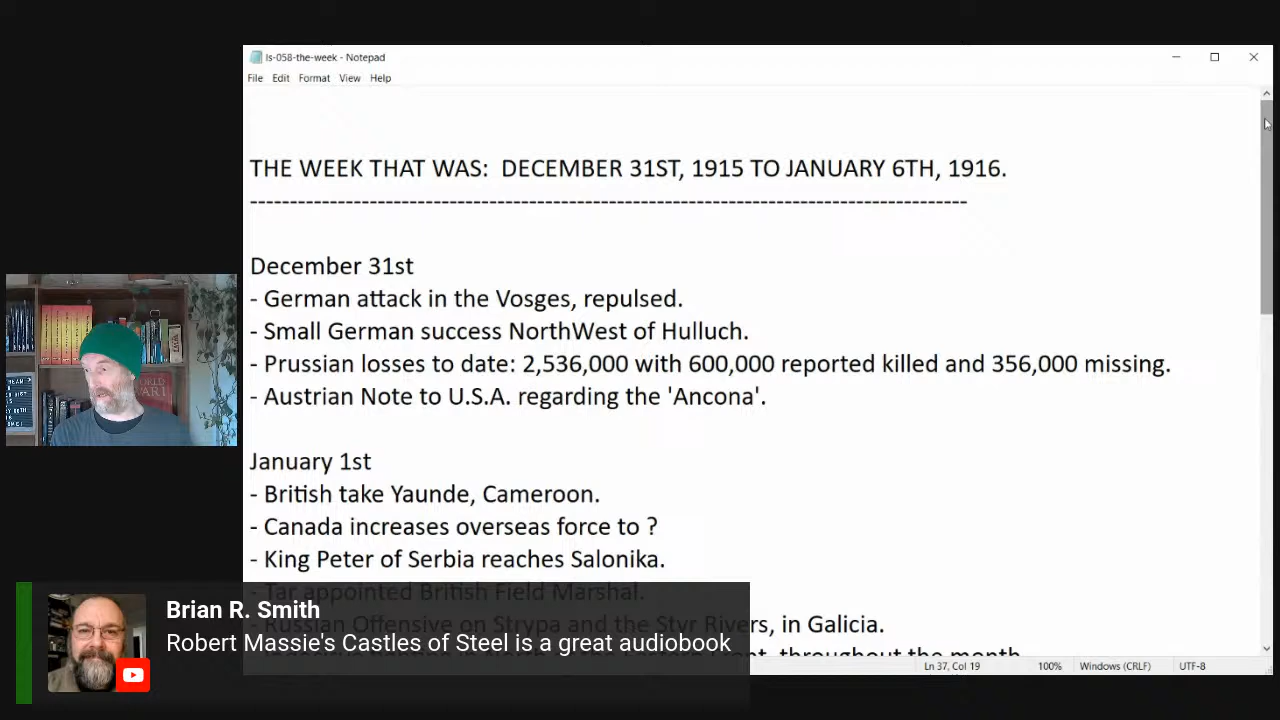 ls-058-the-week - Notepad
File Edit Format View Help
THE WEEK THAT WAS:  DECEMBER 31ST, 1915 TO JANUARY 6TH, 1916.
-----------------------------------------------------------------------------------------
December 31st
- German attack in the Vosges, repulsed.
- Small German success NorthWest of Hulluch.
- Prussian losses to date: 2,536,000 with 600,000 reported killed and 356,000 missing.
- Austrian Note to U.S.A. regarding the 'Ancona'.
January 1st
- British take Yaunde, Cameroon.
- Canada increases overseas force to ?
- King Peter of Serbia reaches Salonika.
- Tar appointed British Field Marshal.
- Russian Offensive on Strypa and the Styr Rivers, in Galicia.
throughout the month
Brian R. Smith
Robert Massie's Castles of Steel is a great audiobook
Ln 37, Col 19 100% Windows (CRLF) UTF-8